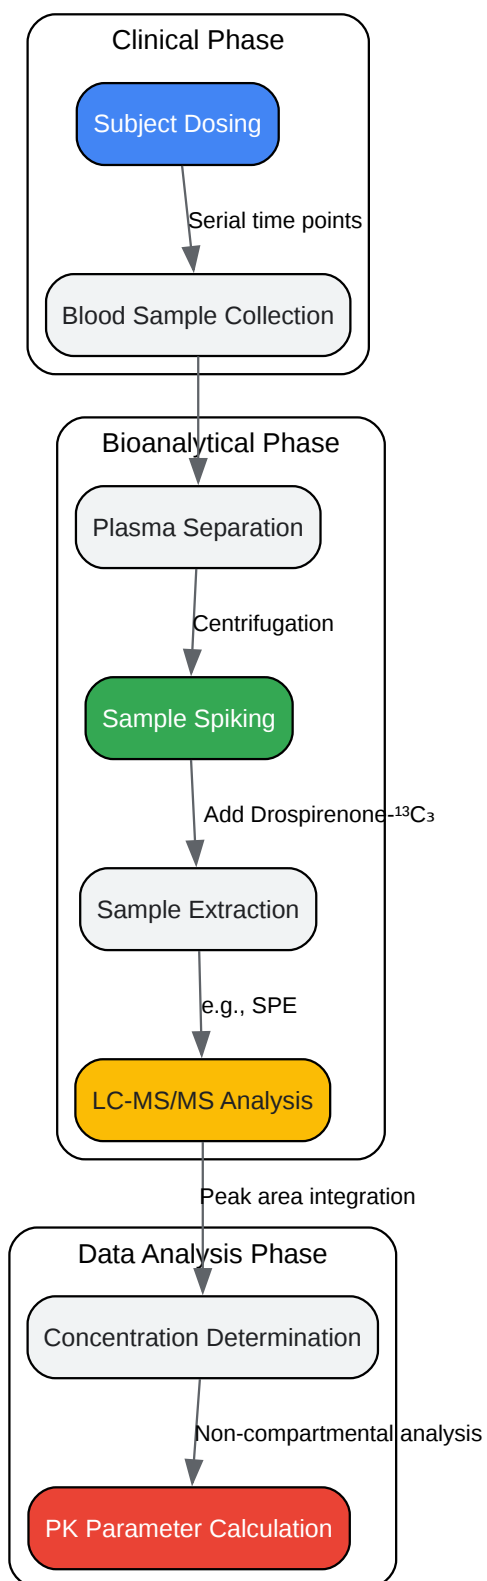 Clinical Phase
Subject Dosing
Serial time points
Blood Sample Collection
Bioanalytical Phase
Plasma Separation
Centrifugation
Sample Spiking
Add Drospirenone-¹³C₃
Sample Extraction
e.g., SPE
LC-MS/MS Analysis
Peak area integration
Data Analysis Phase
Concentration Determination
Non-compartmental analysis
PK Parameter Calculation